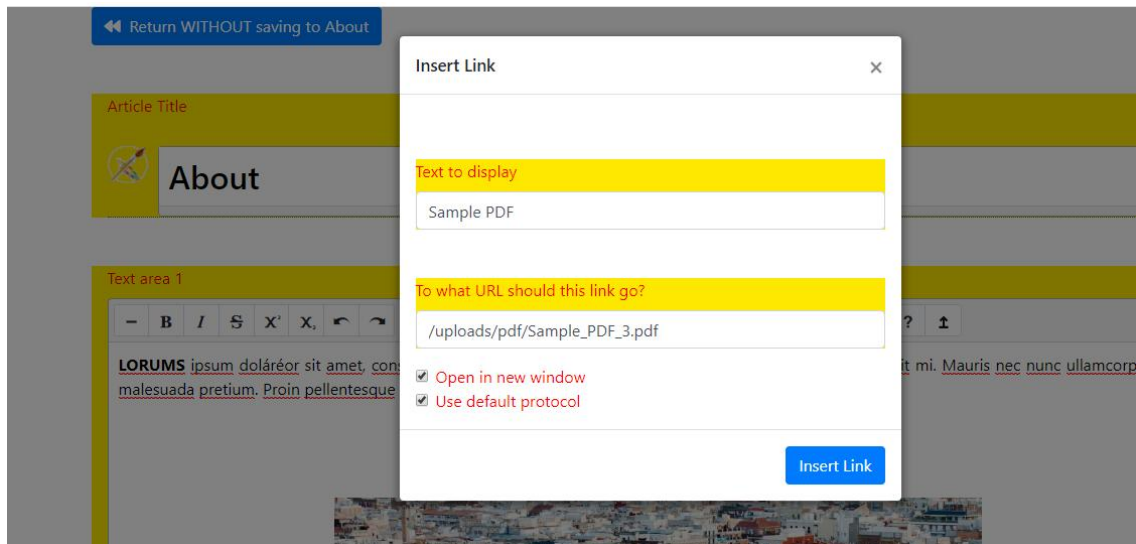 Return WITHOUT saving to About
Insert Link ×
Article Title
Text to display
About
Sample PDF
Text area 1
To what URL should this link go?
− B I S X² X₂ ?
/uploads/pdf/Sample_PDF_3.pdf
LORUMS ipsum doláréor sit amet, cons it mi. Mauris nec nunc ullamcorp
Open in new window
malesuada pretium. Proin pellentesque
Use default protocol
Insert Link